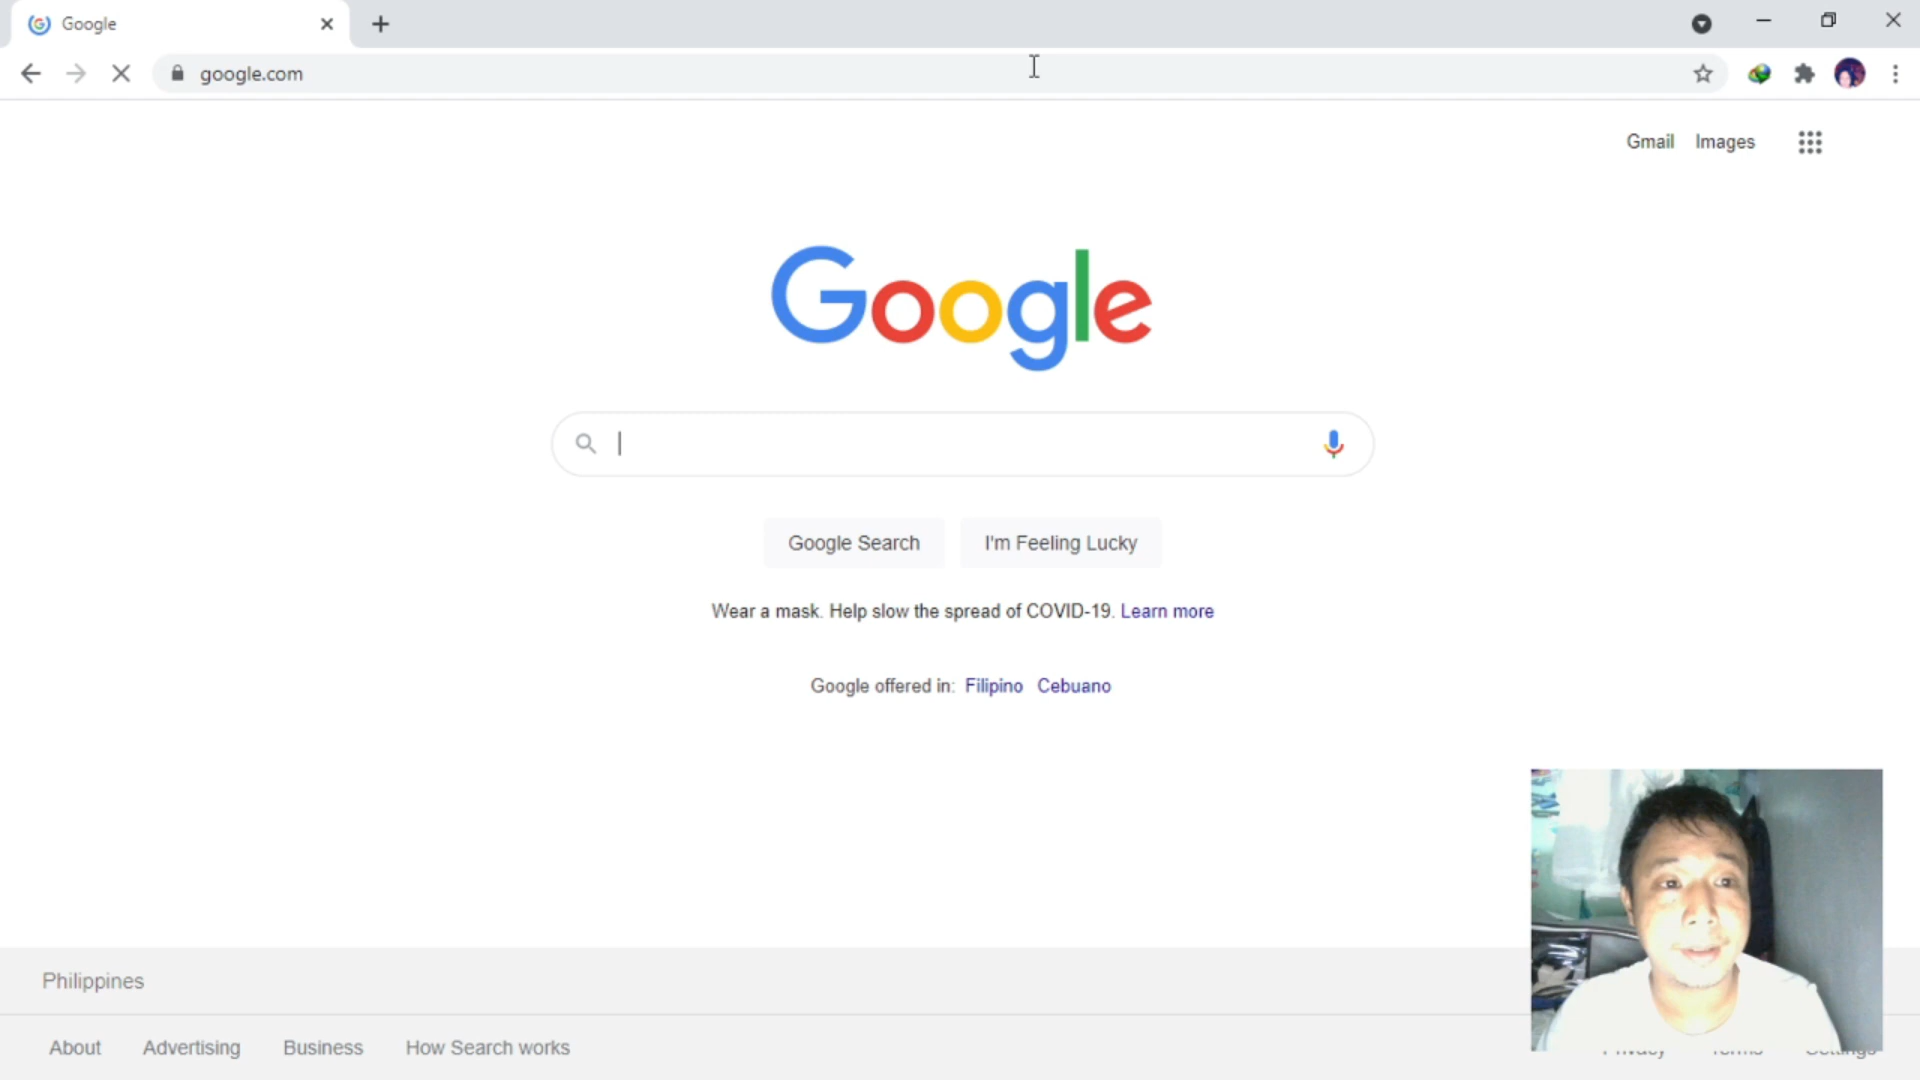 Google
google.com
Gmail Images
Google
Google Search I'm Feeling Lucky
Wear a mask. Help slow the spread of COVID-19. Learn more
Google offered in: Filipino Cebuano
Philippines
About Advertising Business How Search works Privacy Terms Settings